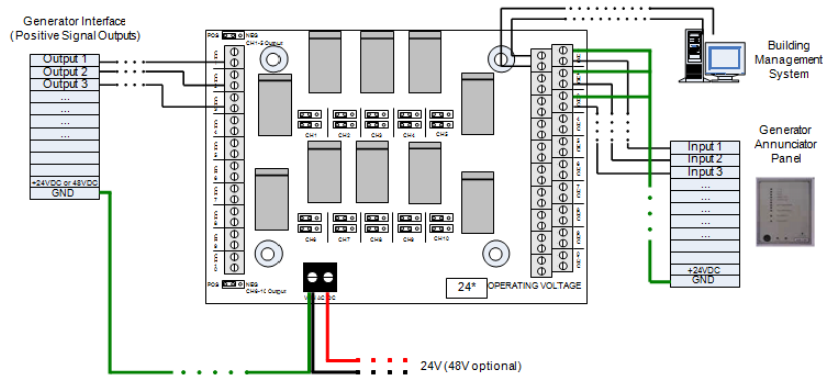 Generator Interface
(Positive Signal Outputs)
Output 1
Output 2
Output 3
...
...
...
+24VDC or 48VDC
GND
POS
NEG
CH1-5 Output
CH1
CH2
CH3
CH4
CH5
CH6
CH7
CH8
CH9
CH10
POS
NEG
CH6-10 Output
24*
OPERATING VOLTAGE
24V (48V optional)
Building
Management
System
Generator
Annunciator
Panel
Input 1
Input 2
Input 3
...
...
...
...
+24VDC
GND